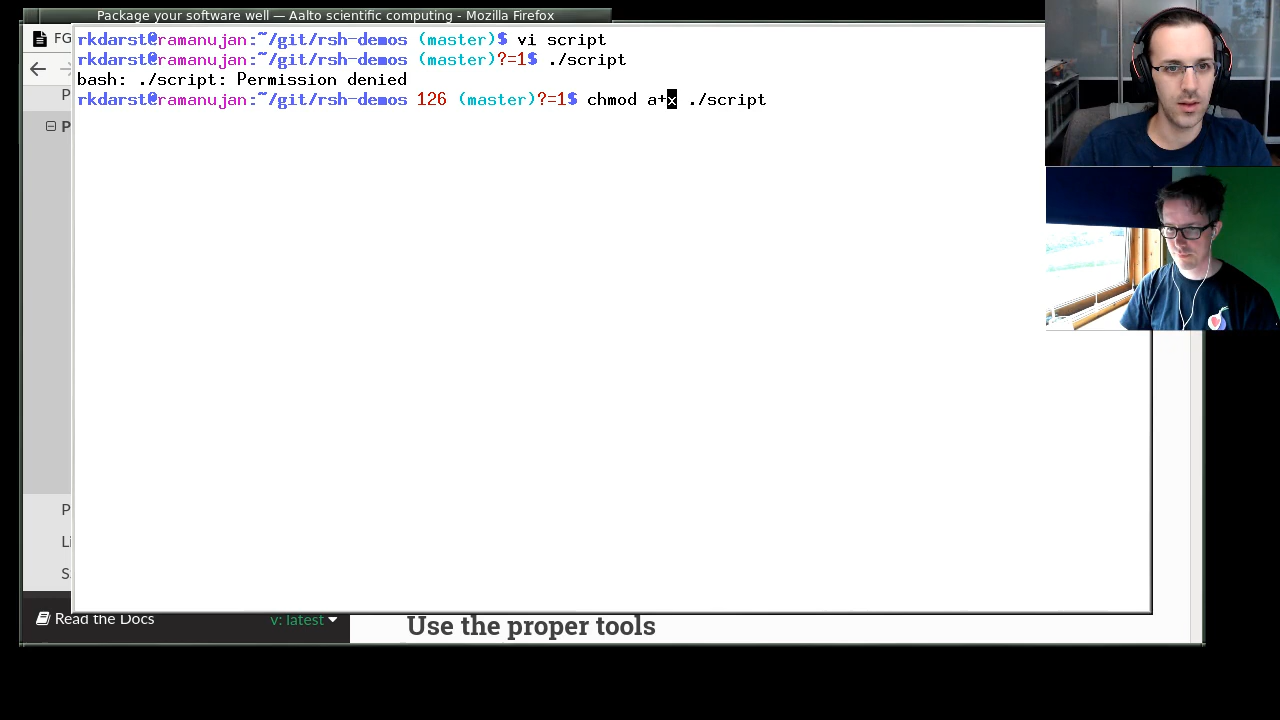 Package your software well — Aalto scientific computing - Mozilla Firefox
FG
rkdarst@ramanujan:~/git/rsh-demos (master)$ vi script
rkdarst@ramanujan:~/git/rsh-demos (master)?=1$ ./script
bash: ./script: Permission denied
rkdarst@ramanujan:~/git/rsh-demos 126 (master)?=1$ chmod a+x ./script
P
P
P
Li
S
Read the Docs
v: latest
Use the proper tools